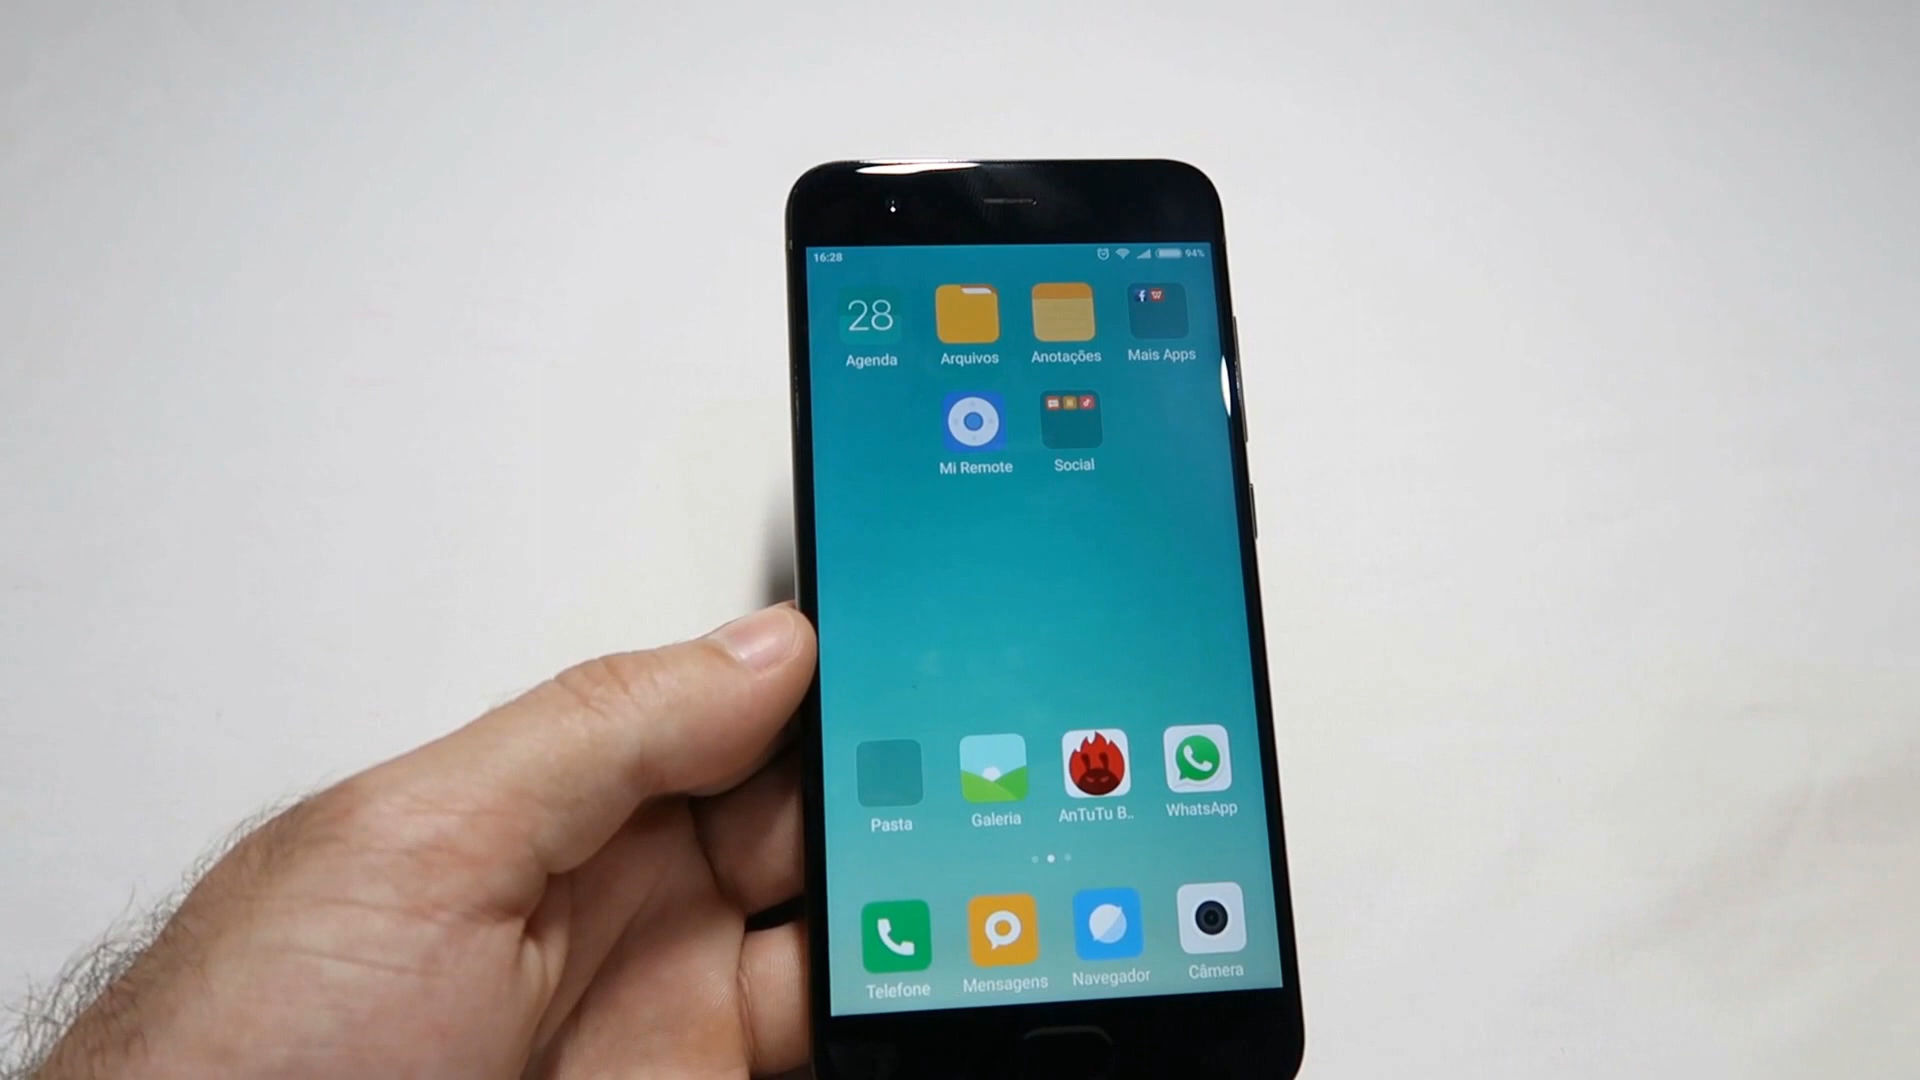 16:28 94%
28
Agenda Arquivos Anotações Mais Apps
Mi Remote Social
Pasta Galeria AnTuTu B.. WhatsApp
Telefone Mensagens Navegador Câmera